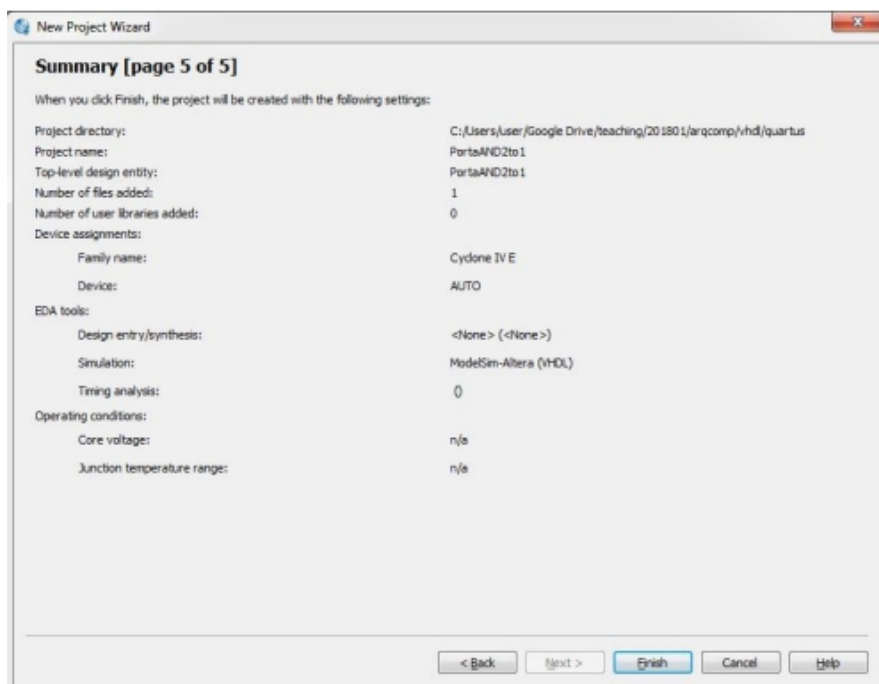 New Project Wizard
Summary [page 5 of 5]
When you click Finish, the project will be created with the following settings:
Project directory: C:/Users/user/Google Drive/teaching/201801/arqcomp/vhdl/quartus
Project name: PortaAND2to1
Top-level design entity: PortaAND2to1
Number of files added: 1
Number of user libraries added: 0
Device assignments:
Family name: Cyclone IV E
Device: AUTO
EDA tools:
Design entry/synthesis: <None> (<None>)
Simulation: ModelSim-Altera (VHDL)
Timing analysis: ()
Operating conditions:
Core voltage: n/a
Junction temperature range: n/a
< Back Next > Finish Cancel Help